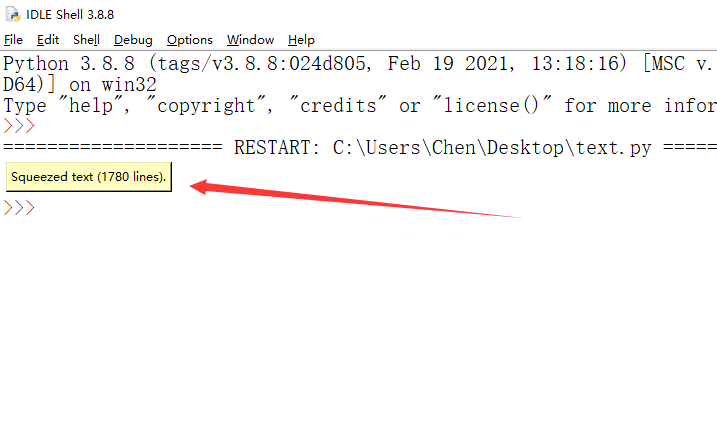 IDLE Shell 3.8.8
File Edit Shell Debug Options Window Help
Python 3.8.8 (tags/v3.8.8:024d805, Feb 19 2021, 13:18:16) [MSC v.
D64)] on win32
Type "help", "copyright", "credits" or "license()" for more infor
>>>
==================== RESTART: C:\Users\Chen\Desktop\text.py =====
Squeezed text (1780 lines).
>>>